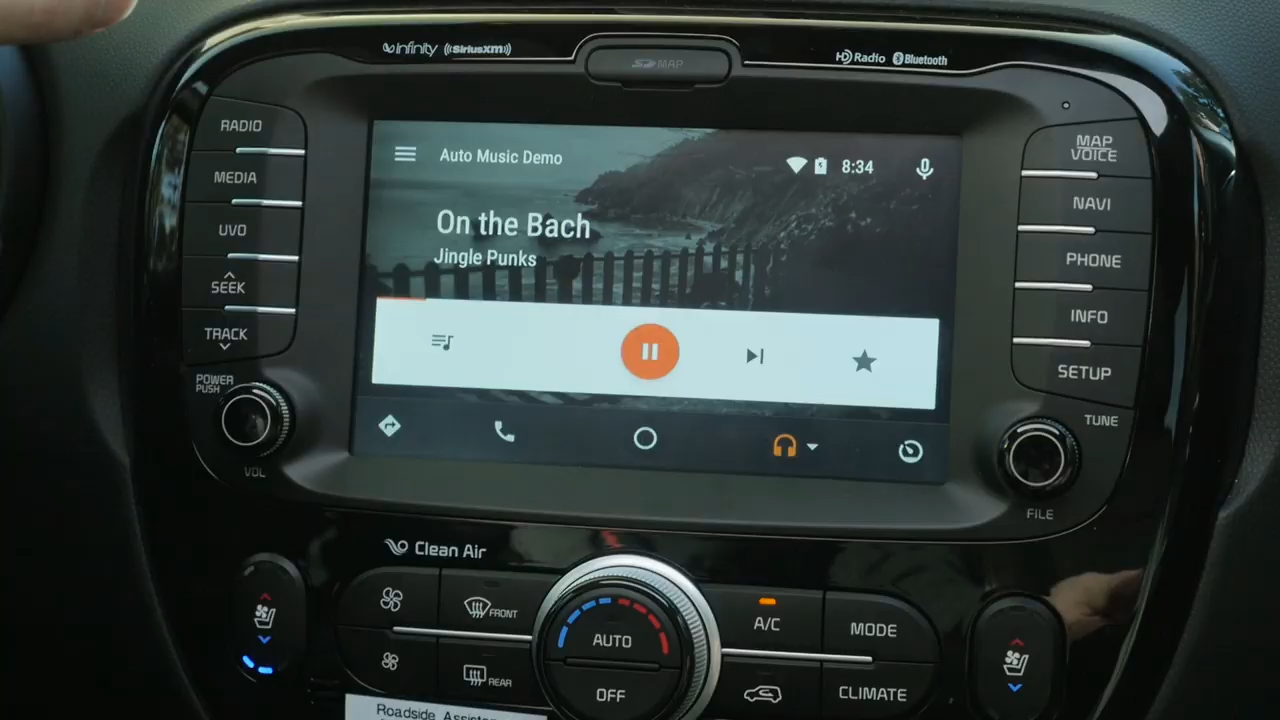 infinity ((SiriusXM))
SD MAP
HD Radio Bluetooth
RADIO
MEDIA
UVO
SEEK
TRACK
POWER
PUSH
VOL
Auto Music Demo
8:34
On the Bach
Jingle Punks
MAP
VOICE
NAVI
PHONE
INFO
SETUP
TUNE
FILE
Clean Air
FRONT
REAR
AUTO
OFF
A/C
MODE
CLIMATE
Roadside